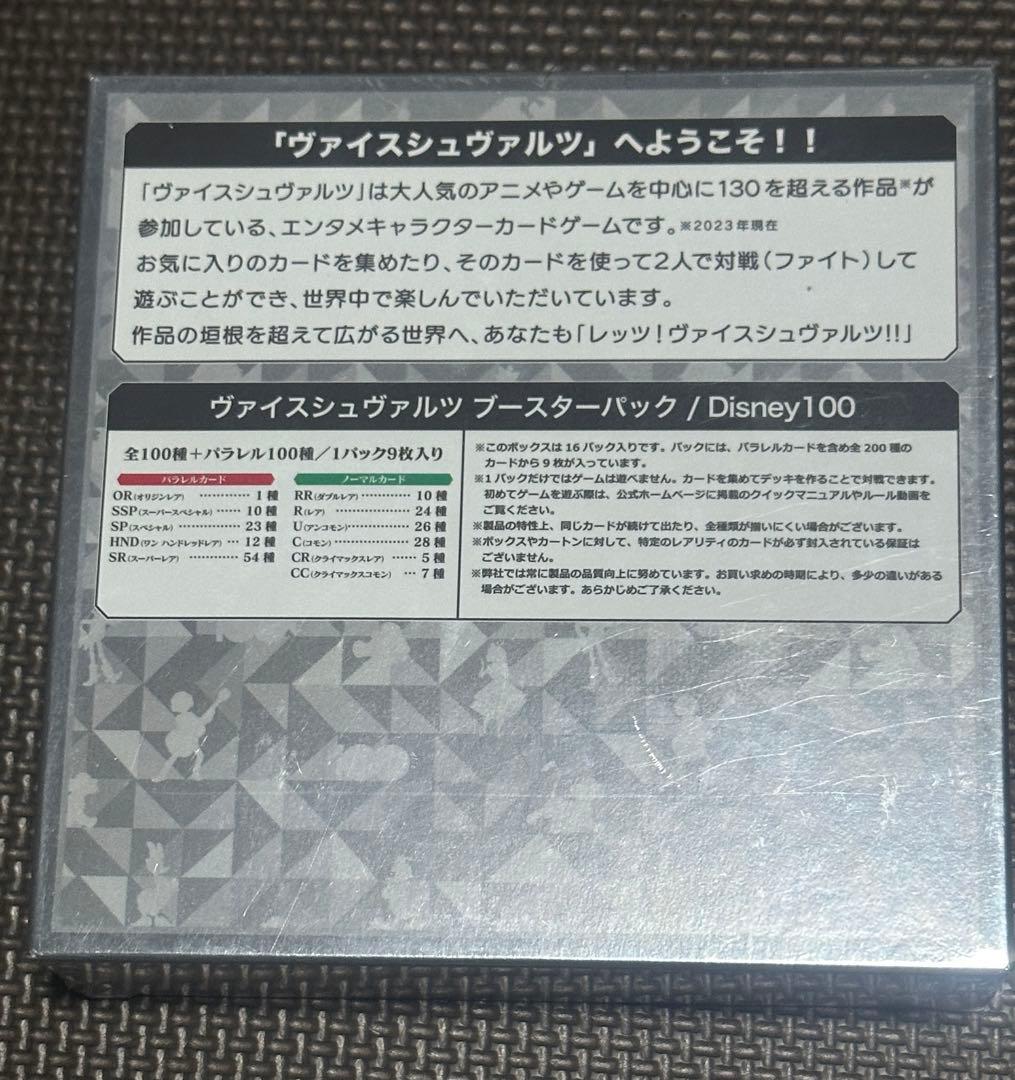 「ヴァイスシュヴァルツ」へようこそ！！
「ヴァイスシュヴァルツ」は大人気のアニメやゲームを中心に130を超える作品※が
参加している、エンタメキャラクターカードゲームです。※2023年現在
お気に入りのカードを集めたり、そのカードを使って2人で対戦（ファイト）して
遊ぶことができ、世界中で楽しんでいただいています。
作品の垣根を超えて広がる世界へ、あなたも「レッツ！ヴァイスシュヴァルツ!!」
ヴァイスシュヴァルツ ブースターパック / Disney100
全100種＋パラレル100種／1パック9枚入り
パラレルカード
OR（オリジンレア） ………… 1 種
SSP（スーパースペシャル） …… 10 種
SP（スペシャル） ………… 23 種
HND（ワン ハンドレッドレア） … 12 種
SR（スーパーレア） ………… 54 種
ノーマルカード
RR（ダブルレア） ………… 10 種
R（レア） ………… 24 種
U（アンコモン） ………… 26 種
C（コモン） ………… 28 種
CR（クライマックスレア） …… 5 種
CC（クライマックスコモン） … 7 種
※このボックスは16パック入りです。パックには、パラレルカードを含め全200種の
カードから9枚が入っています。
※1パックだけではゲームは遊べません。カードを集めてデッキを作ることで対戦できます。
初めてゲームを遊ぶ際は、公式ホームページに掲載のクイックマニュアルやルール動画を
ご覧ください。
※製品の特性上、同じカードが続けて出たり、全種類が揃いにくい場合がございます。
※ボックスやカートンに対して、特定のレアリティのカードが必ず封入されている保証は
ございません。
※弊社では常に製品の品質向上に努めています。お買い求めの時期により、多少の違いがある
場合がございます。あらかじめご了承ください。